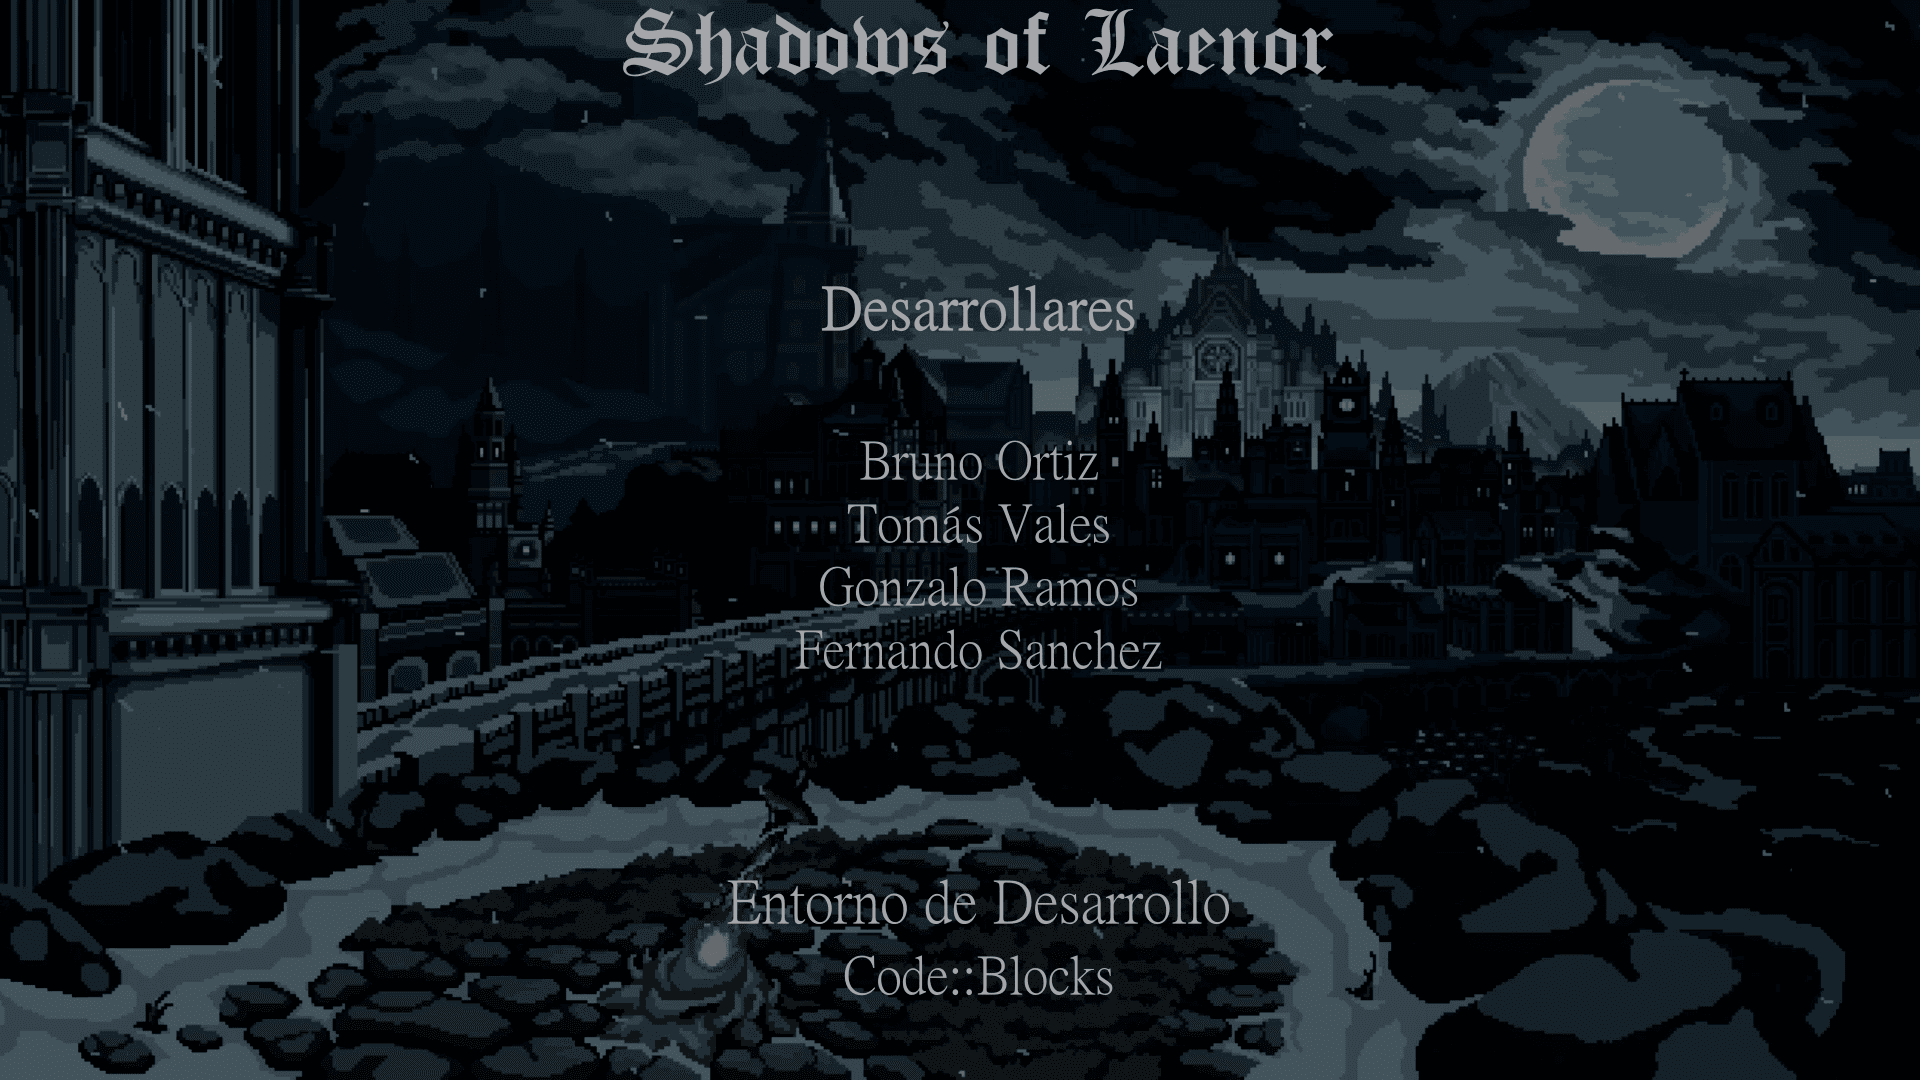 Shadows of Laenor
Desarrollares
Bruno Ortiz
Tomás Vales
Gonzalo Ramos
Fernando Sanchez
Entorno de Desarrollo
Code::Blocks